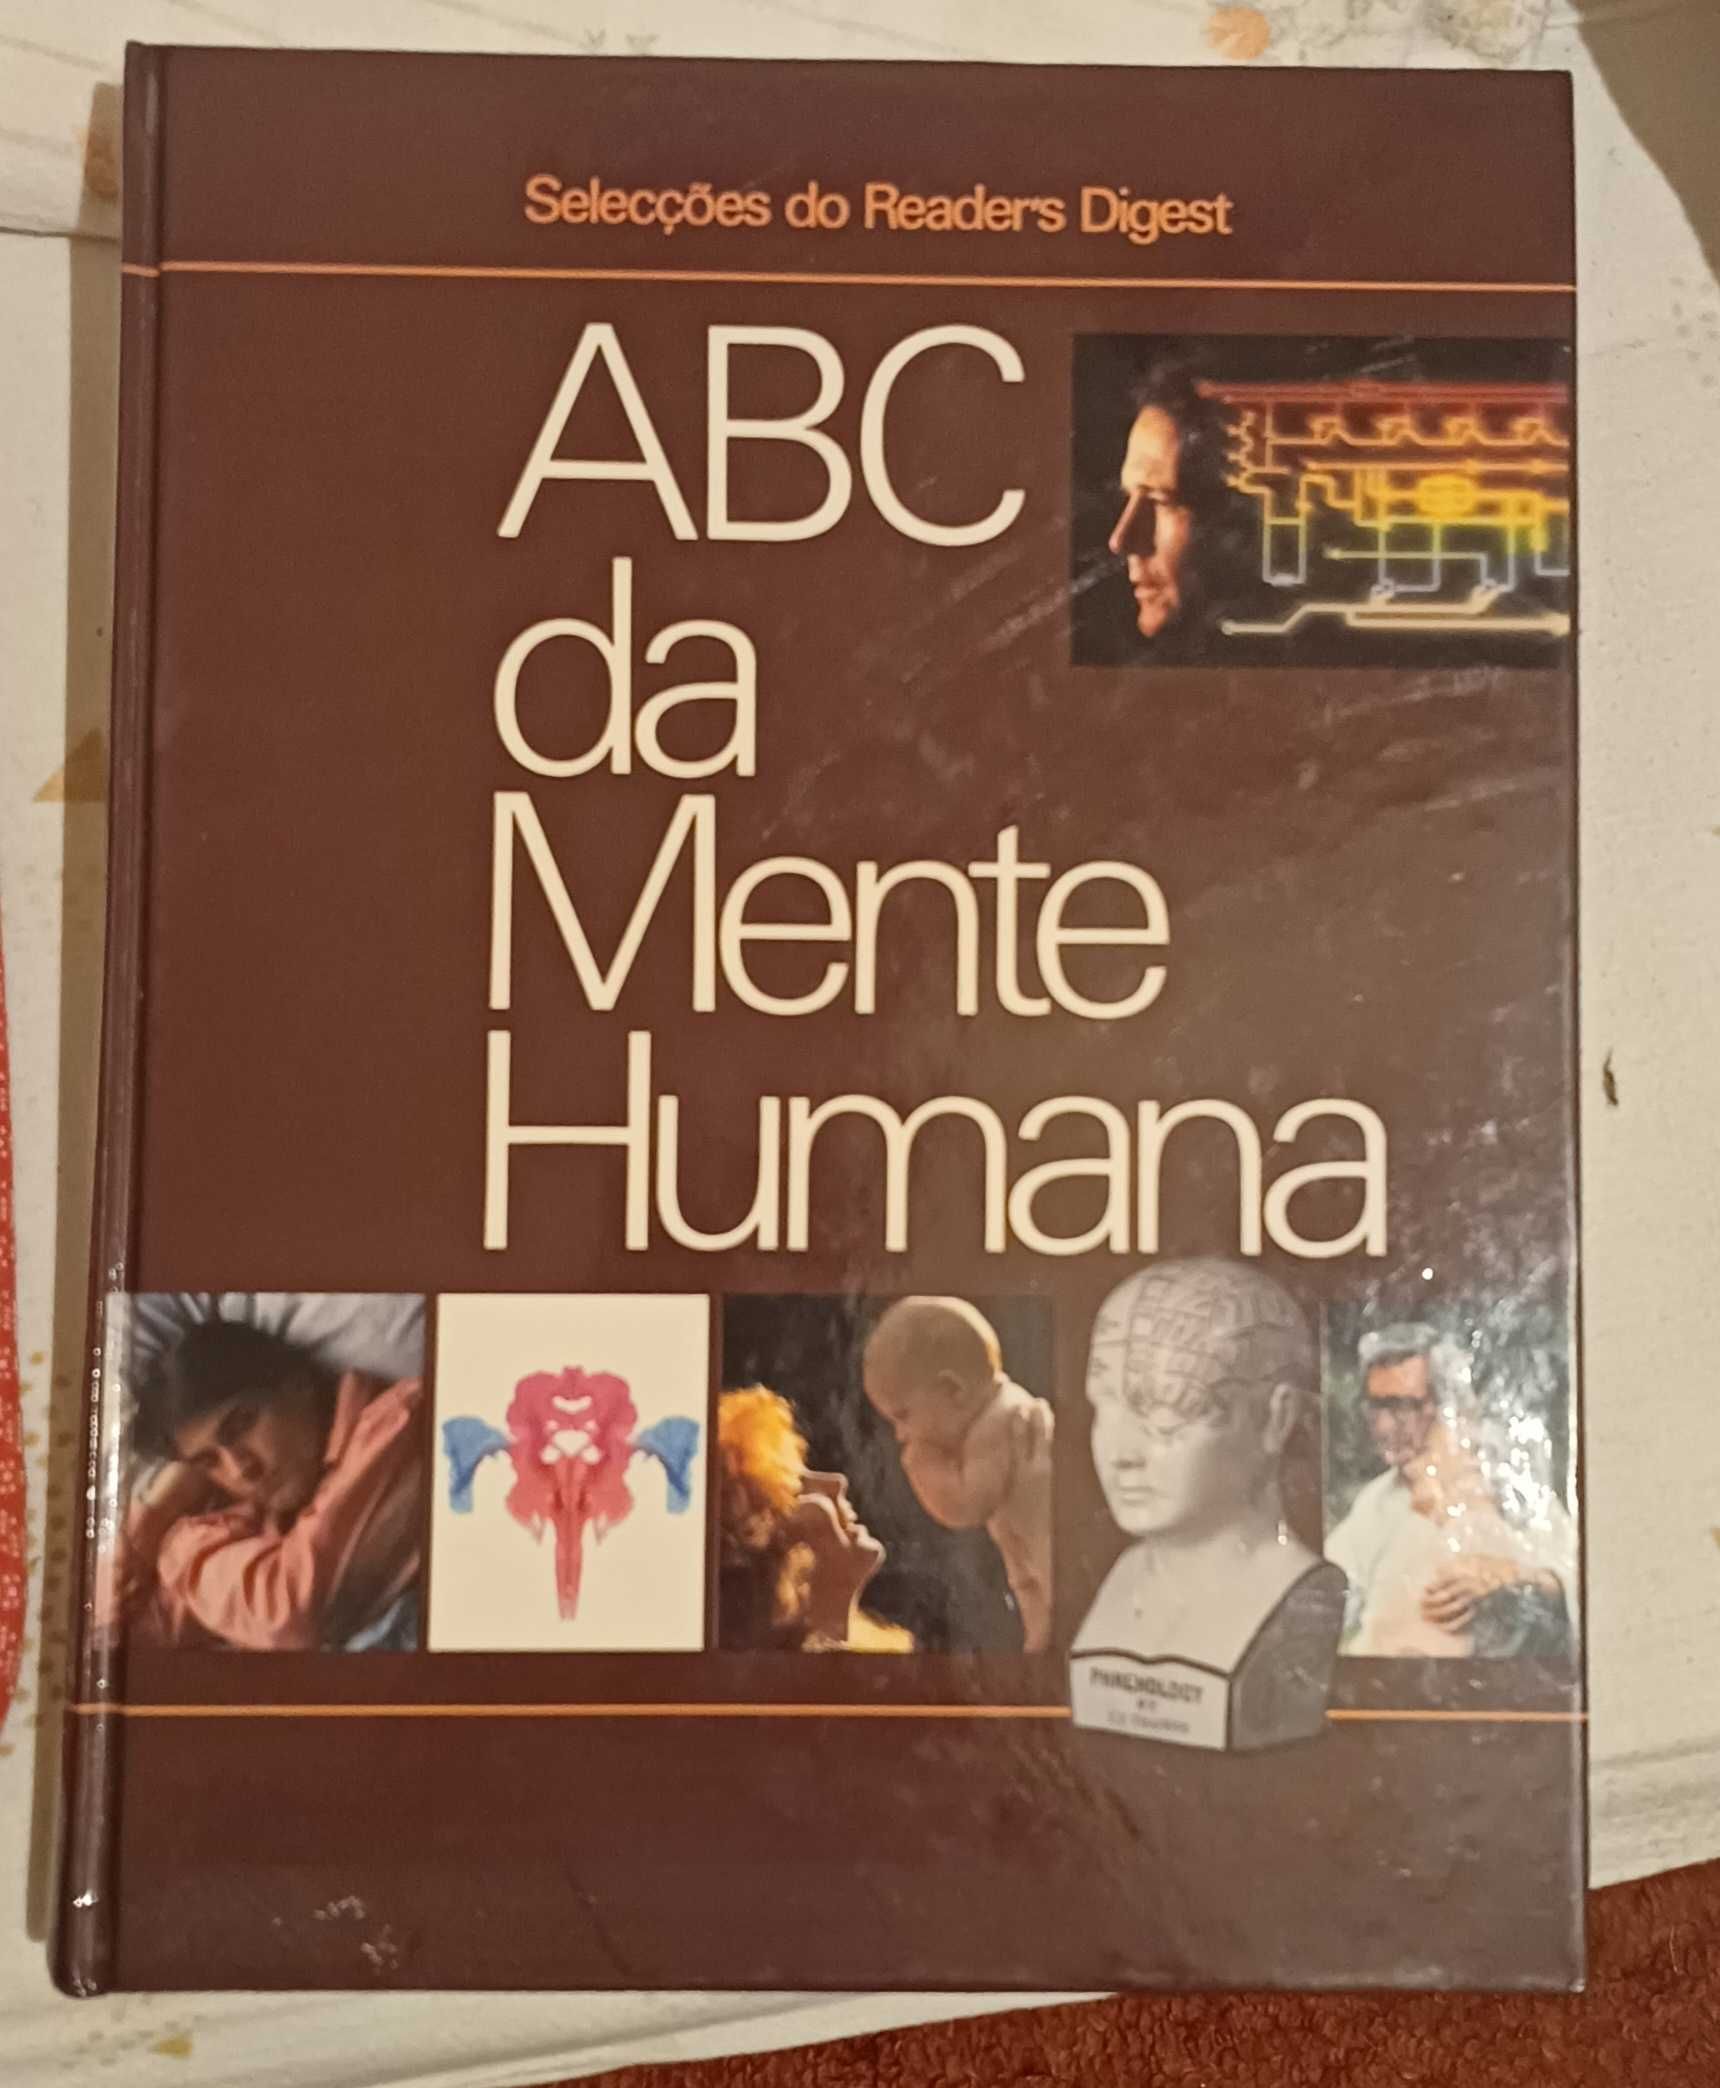 Selecções do Reader's Digest
ABC
da
Mente
Humana
PHRENOLOGY